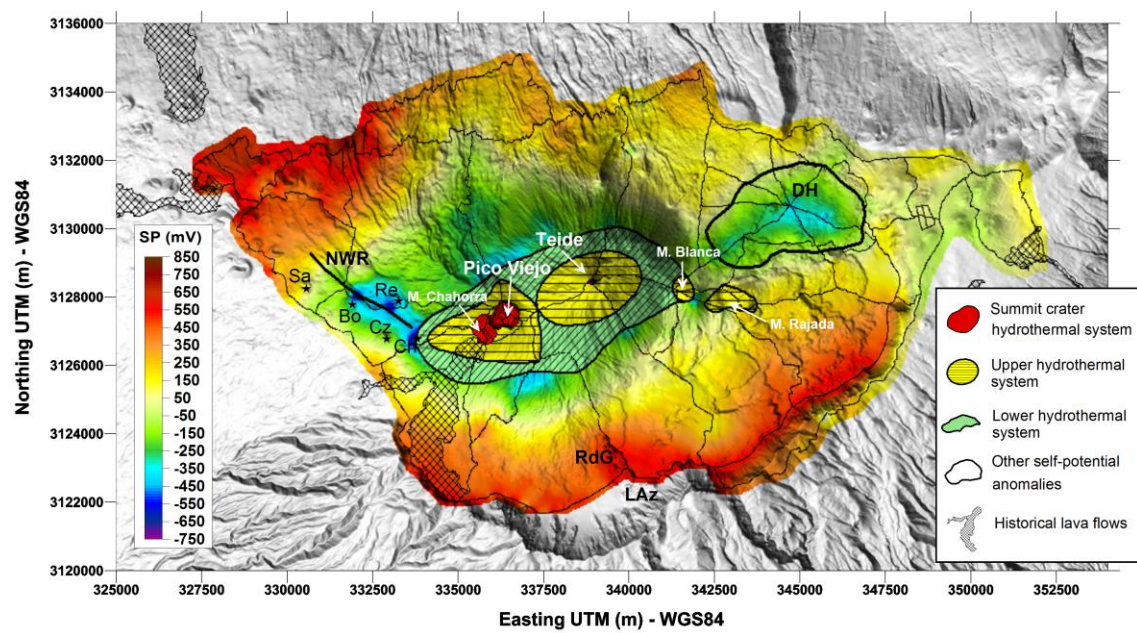 3136000
3134000
3132000
3130000
3128000
3126000
3124000
3122000
3120000
Northing UTM (m) - WGS84
325000 327500 330000 332500 335000 337500 340000 342500 345000 347500 350000 352500
Easting UTM (m) - WGS84
SP (mV)
850
750
650
550
450
350
250
150
50
-50
-150
-250
-350
-450
-550
-650
-750
DH
Teide
M. Blanca
Pico Viejo
NWR
Sa
Re
M. Chahorra
Bo
M. Rajada
Cz
Ch
RdG
LAz
Summit crater
hydrothermal system
Upper hydrothermal
system
Lower hydrothermal
system
Other self-potential
anomalies
Historical lava flows